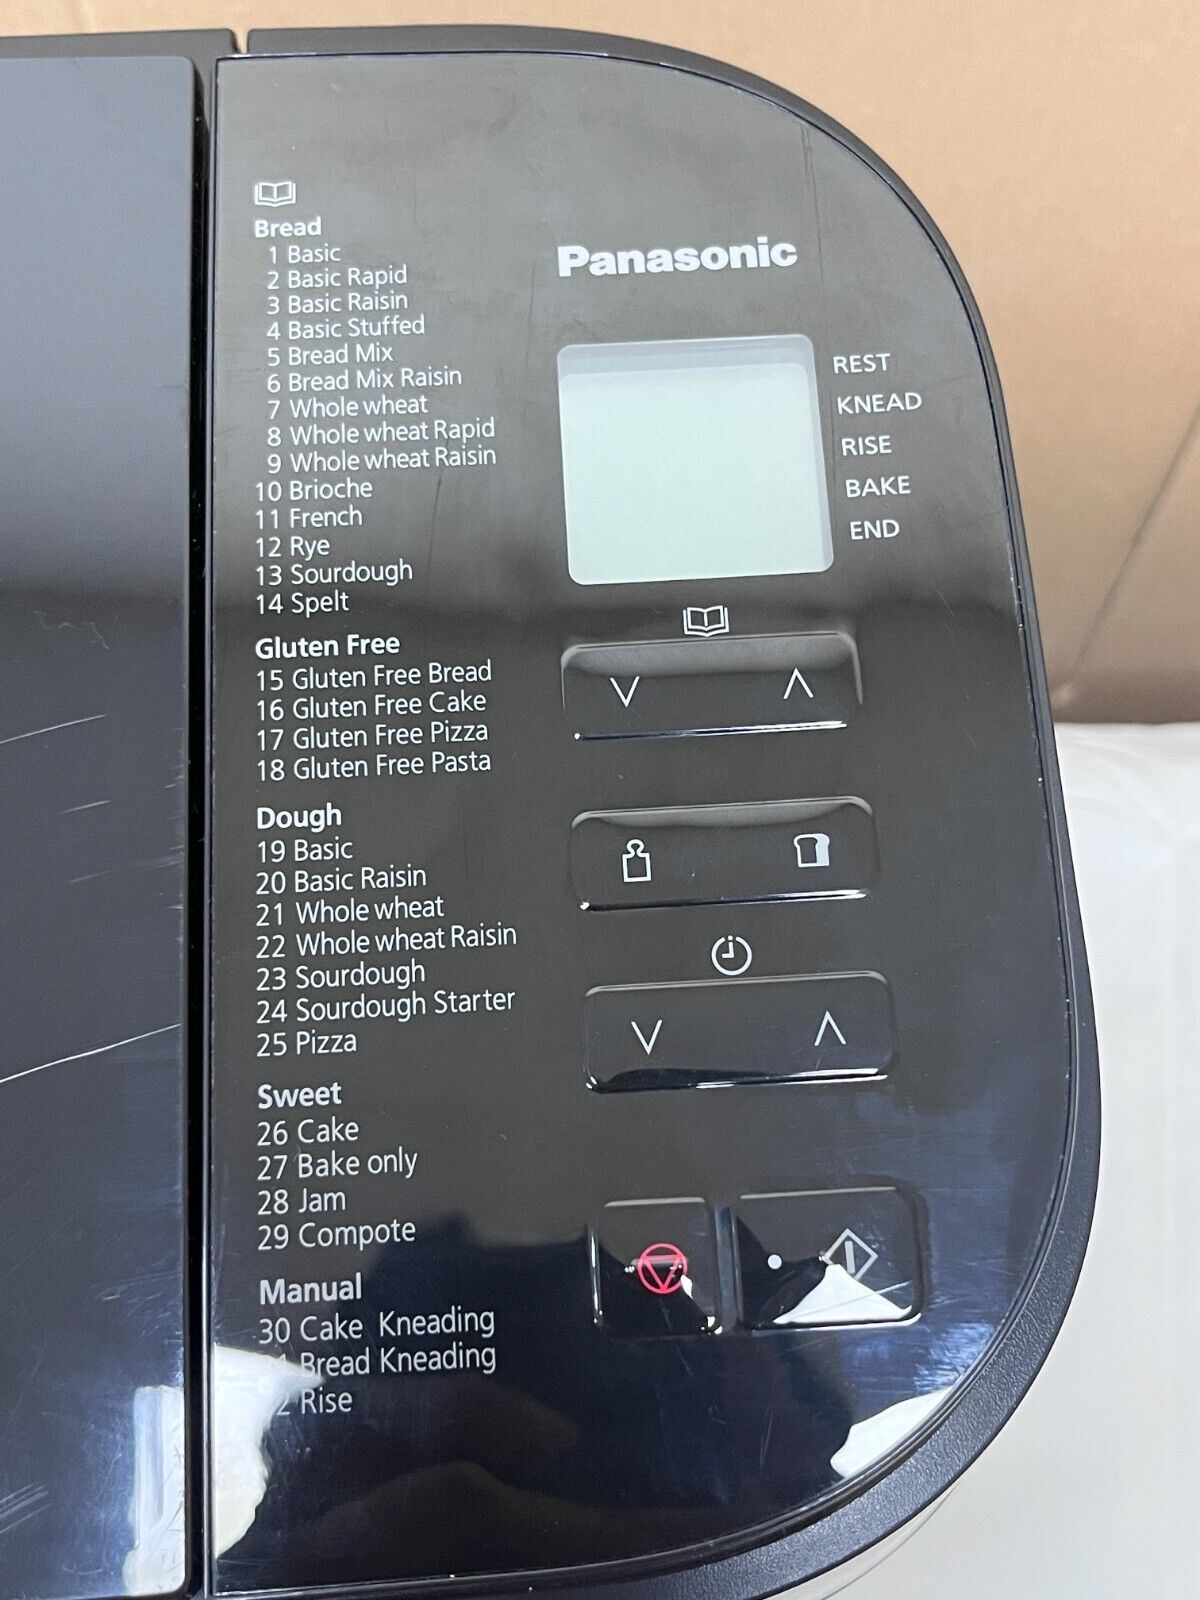 Bread
1 Basic
2 Basic Rapid
3 Basic Raisin
4 Basic Stuffed
5 Bread Mix
6 Bread Mix Raisin
7 Whole wheat
8 Whole wheat Rapid
9 Whole wheat Raisin
10 Brioche
11 French
12 Rye
13 Sourdough
14 Spelt
Gluten Free
15 Gluten Free Bread
16 Gluten Free Cake
17 Gluten Free Pizza
18 Gluten Free Pasta
Dough
19 Basic
20 Basic Raisin
21 Whole wheat
22 Whole wheat Raisin
23 Sourdough
24 Sourdough Starter
25 Pizza
Sweet
26 Cake
27 Bake only
28 Jam
29 Compote
Manual
30 Cake Kneading
Bread Kneading
Rise
Panasonic
REST
KNEAD
RISE
BAKE
END